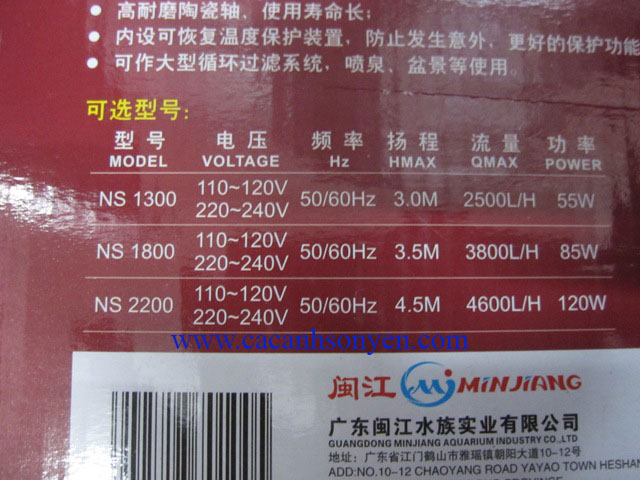 ● 高耐磨陶瓷轴，使用寿命长；
● 内设可恢复温度保护装置，防止发生意外，更好的保护功能
● 可作大型循环过滤系统，喷泉、盆景等使用。
可选型号：
型号 电压 频率 扬程 流量 功率
MODEL VOLTAGE Hz HMAX QMAX POWER
NS 1300 110~120V 220~240V 50/60Hz 3.0M 2500L/H 55W
NS 1800 110~120V 220~240V 50/60Hz 3.5M 3800L/H 85W
NS 2200 110~120V 220~240V 50/60Hz 4.5M 4600L/H 120W
www.cacanhsonycn.com
闽江 MJ MINJIANG
广东闽江水族实业有限公司
GUANGDONG MINJIANG AQUARIUM INDUSTRY CO.,LTD
地址：广东省江门鹤山市雅瑶镇朝阳大道10-12号
ADD:NO.10-12 CHAOYANG ROAD YAYAO TOWN HESHAN